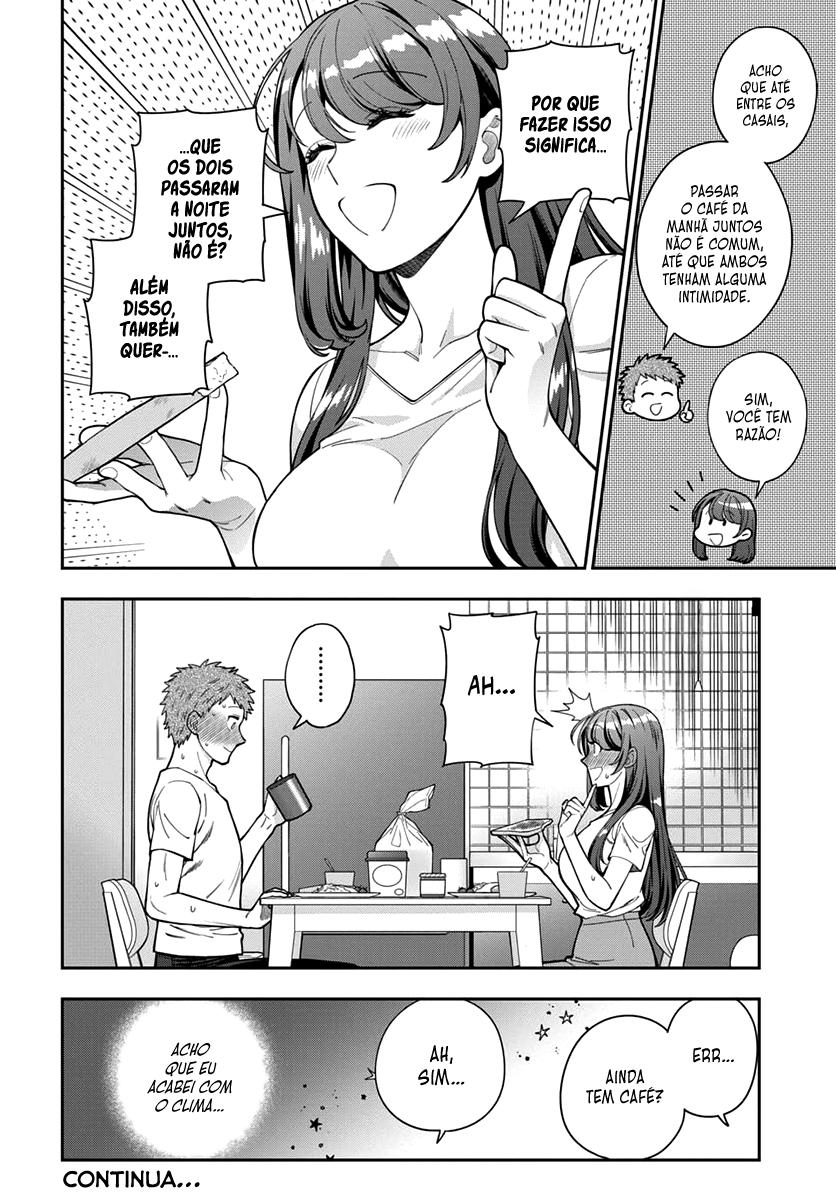 ACHO
QUE ATÉ
ENTRE OS
CASAIS,
PASSAR
O CAFÉ DA
MANHÃ JUNTOS
NÃO É COMUM,
ATÉ QUE AMBOS
TENHAM ALGUMA
INTIMIDADE.
SIM,
VOCÊ TEM
RAZÃO!
POR QUE
FAZER ISSO
SIGNIFICA...
...QUE
OS DOIS
PASSARAM
A NOITE
JUNTOS,
NÃO É?
ALÉM
DISSO,
TAMBÉM
QUER-...
AH...
........
ERR...
AINDA
TEM CAFÉ?
AH,
SIM...
ACHO
QUE EU
ACABEI COM
O CLIMA...
CONTINUA...